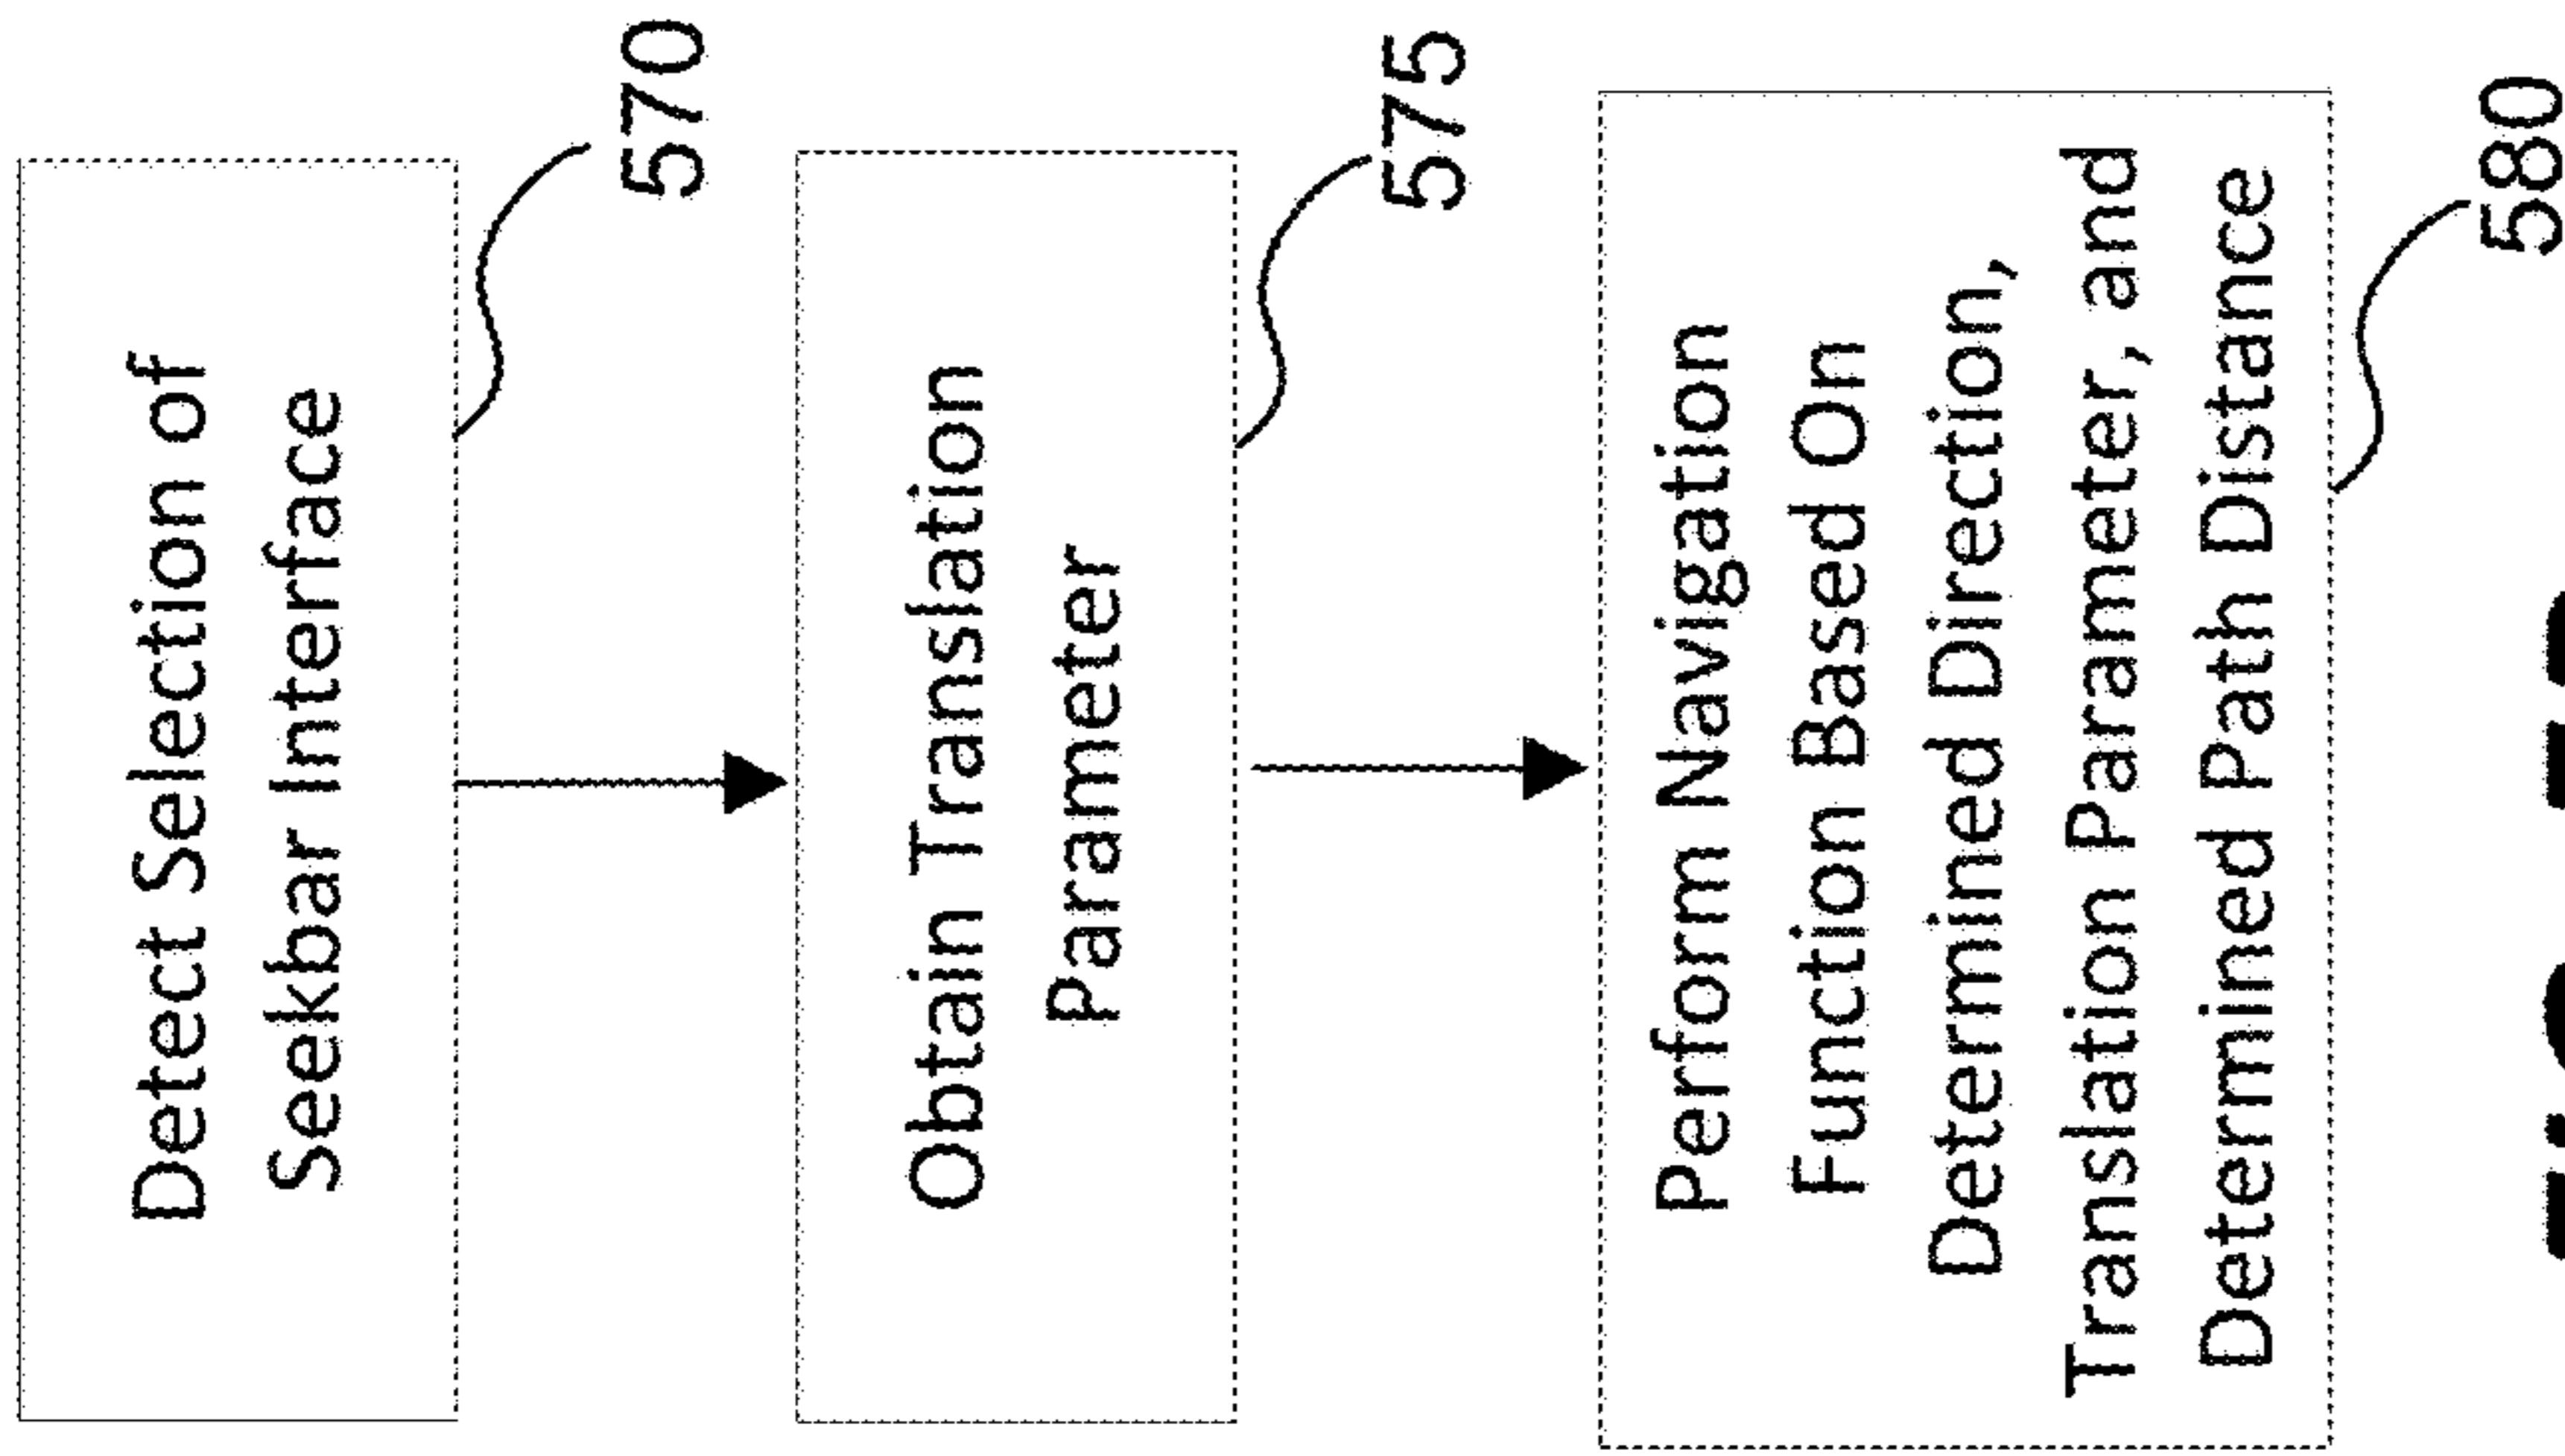 Detect Selection of
Seekbar Interface
570
Obtain Translation
Parameter
575
Perform Navigation
Function Based On
Determined Direction,
Translation Parameter, and
Determined Path Distance
580